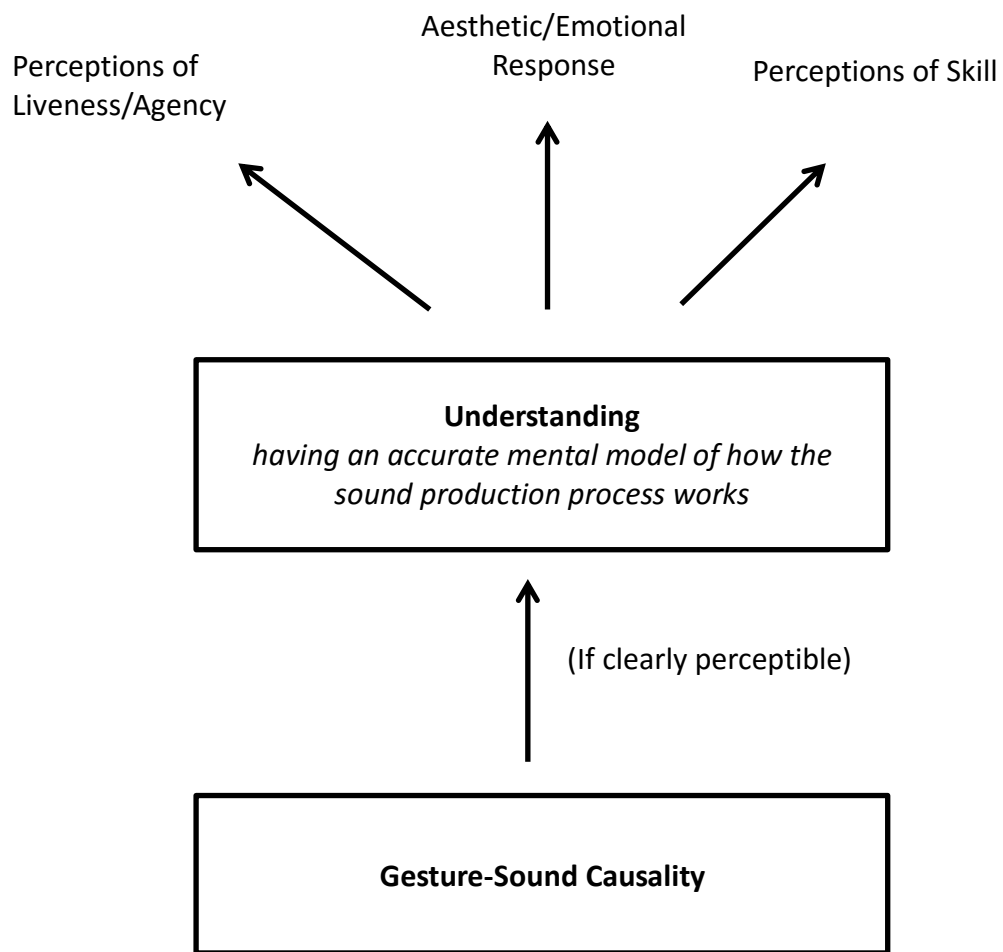 Aesthetic/Emotional
Response
Perceptions of
Liveness/Agency
Perceptions of Skill
Understanding
having an accurate mental model of how the
sound production process works
(If clearly perceptible)
Gesture-Sound Causality